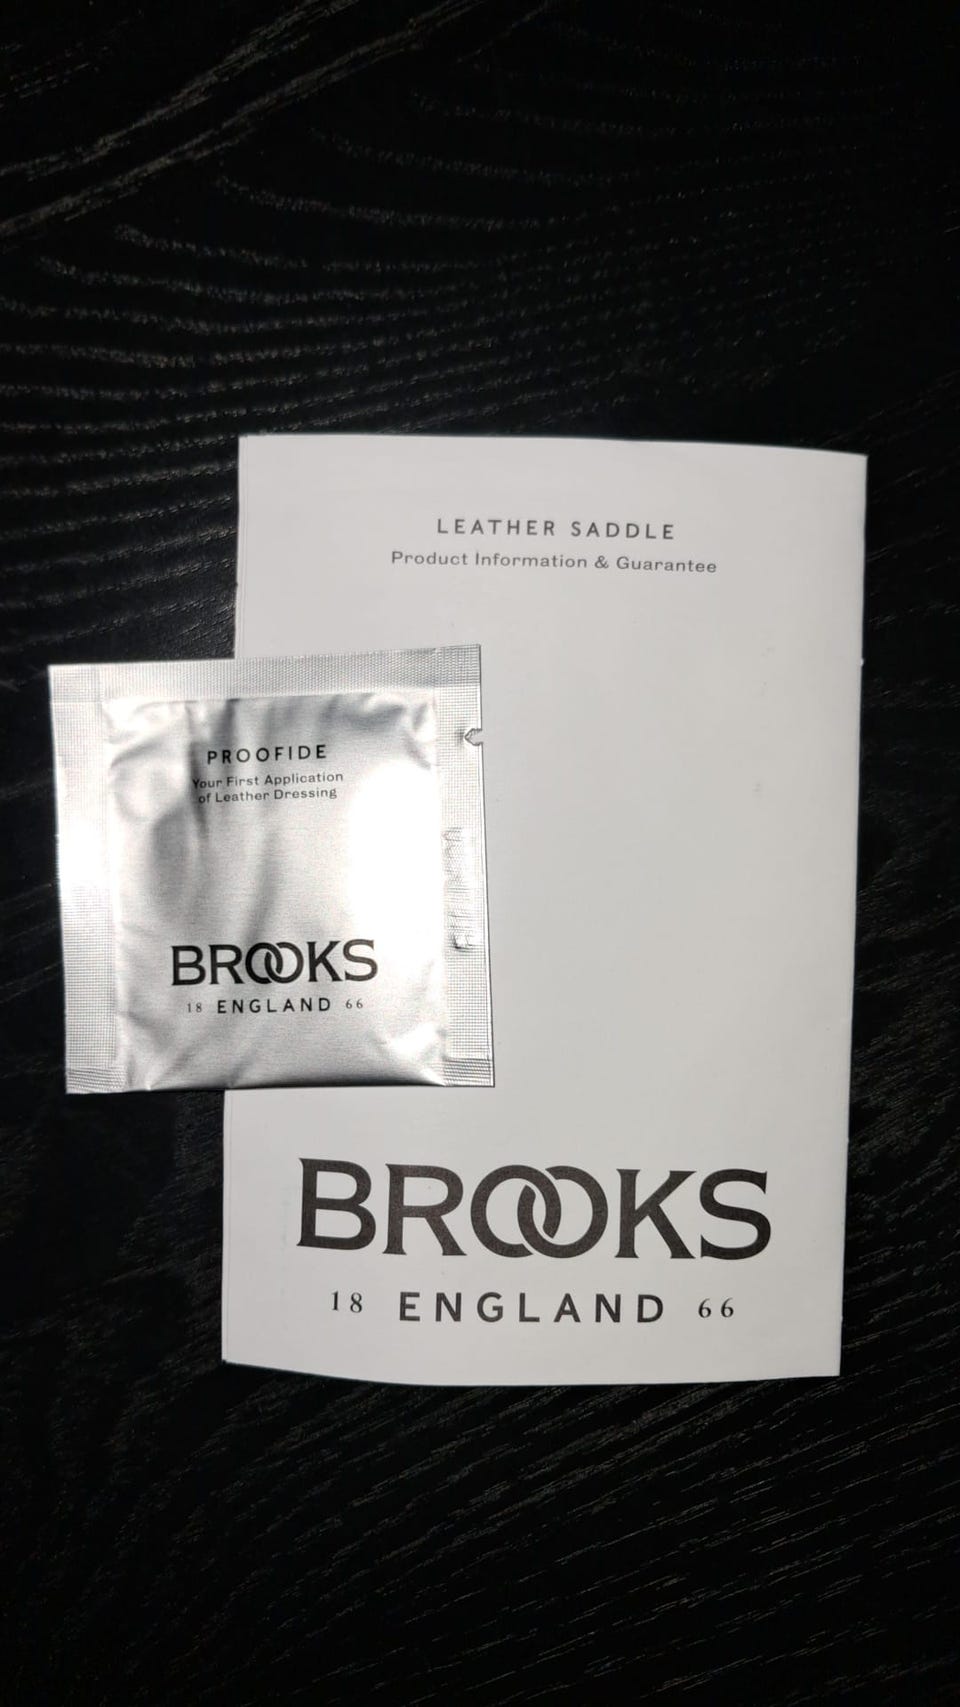 LEATHER SADDLE
Product Information & Guarantee
PROOFIDE
Your First Application
of Leather Dressing
BROOKS
18 ENGLAND 66
BROOKS
18 ENGLAND 66